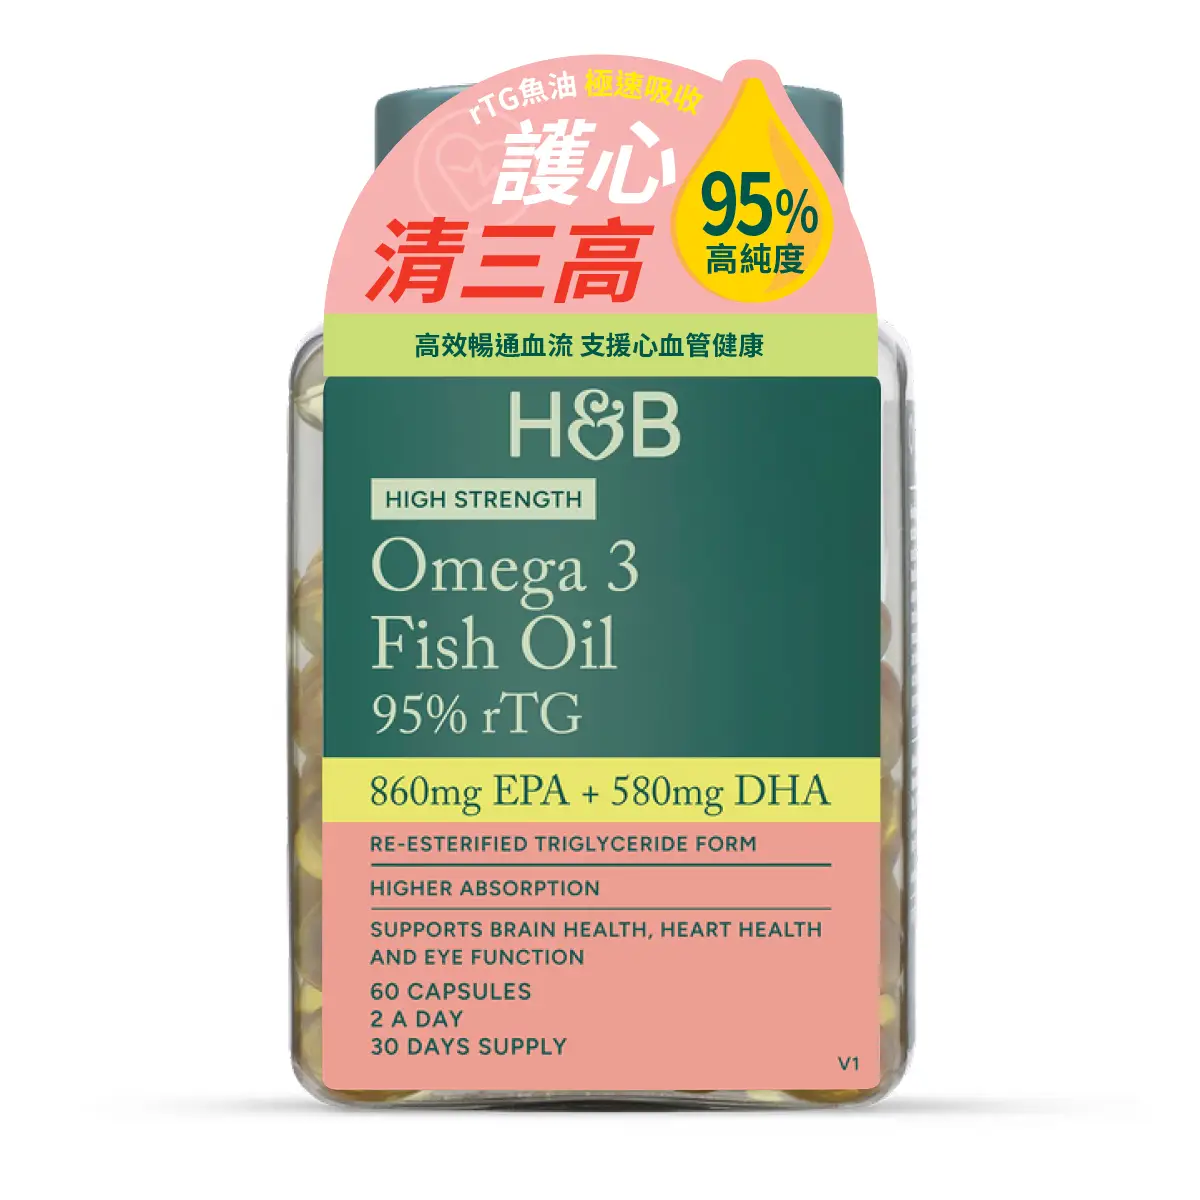 rTG魚油 極速吸收
護心
清三高
95%
高純度
高效暢通血流 支援心血管健康
H&B
HIGH STRENGTH
Omega 3
Fish Oil
95% rTG
860mg EPA + 580mg DHA
RE-ESTERIFIED TRIGLYCERIDE FORM
HIGHER ABSORPTION
SUPPORTS BRAIN HEALTH, HEART HEALTH
AND EYE FUNCTION
60 CAPSULES
2 A DAY
30 DAYS SUPPLY
V1